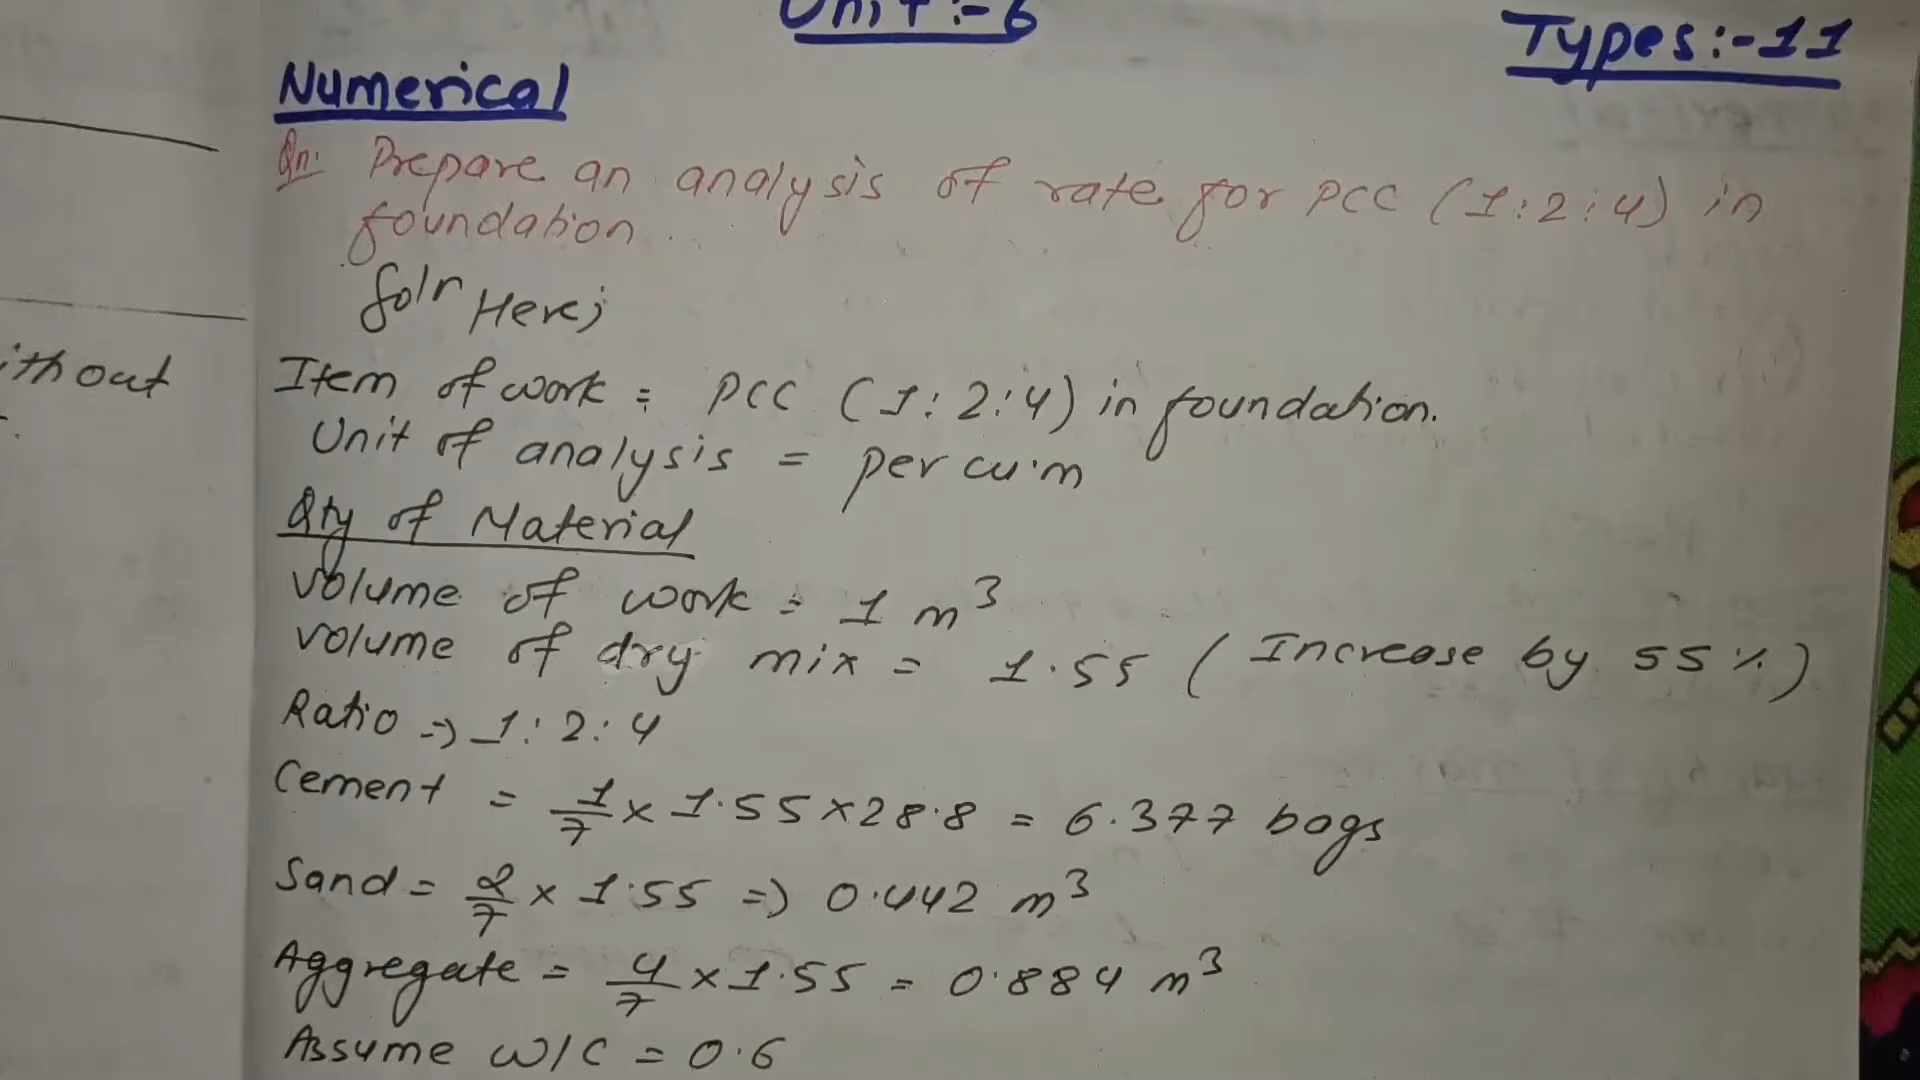 Unit :- 6
Types:-11
Numerical
Qn: Prepare an analysis of rate for PCC (1:2:4) in
foundation.
Soln Here;
ithout
Item of work = PCC (1:2:4) in foundation.
Unit of analysis = per cu.m
Qty of Material
Volume of work = 1 m³
Volume of dry mix = 1.55 (Increase by 55 %)
Ratio => 1:2:4
Cement = 1/7 x 1.55 x 28.8 = 6.377 bags
Sand = 2/7 x 1.55 => 0.442 m³
Aggregate = 4/7 x 1.55 = 0.884 m³
Assume W/C = 0.6